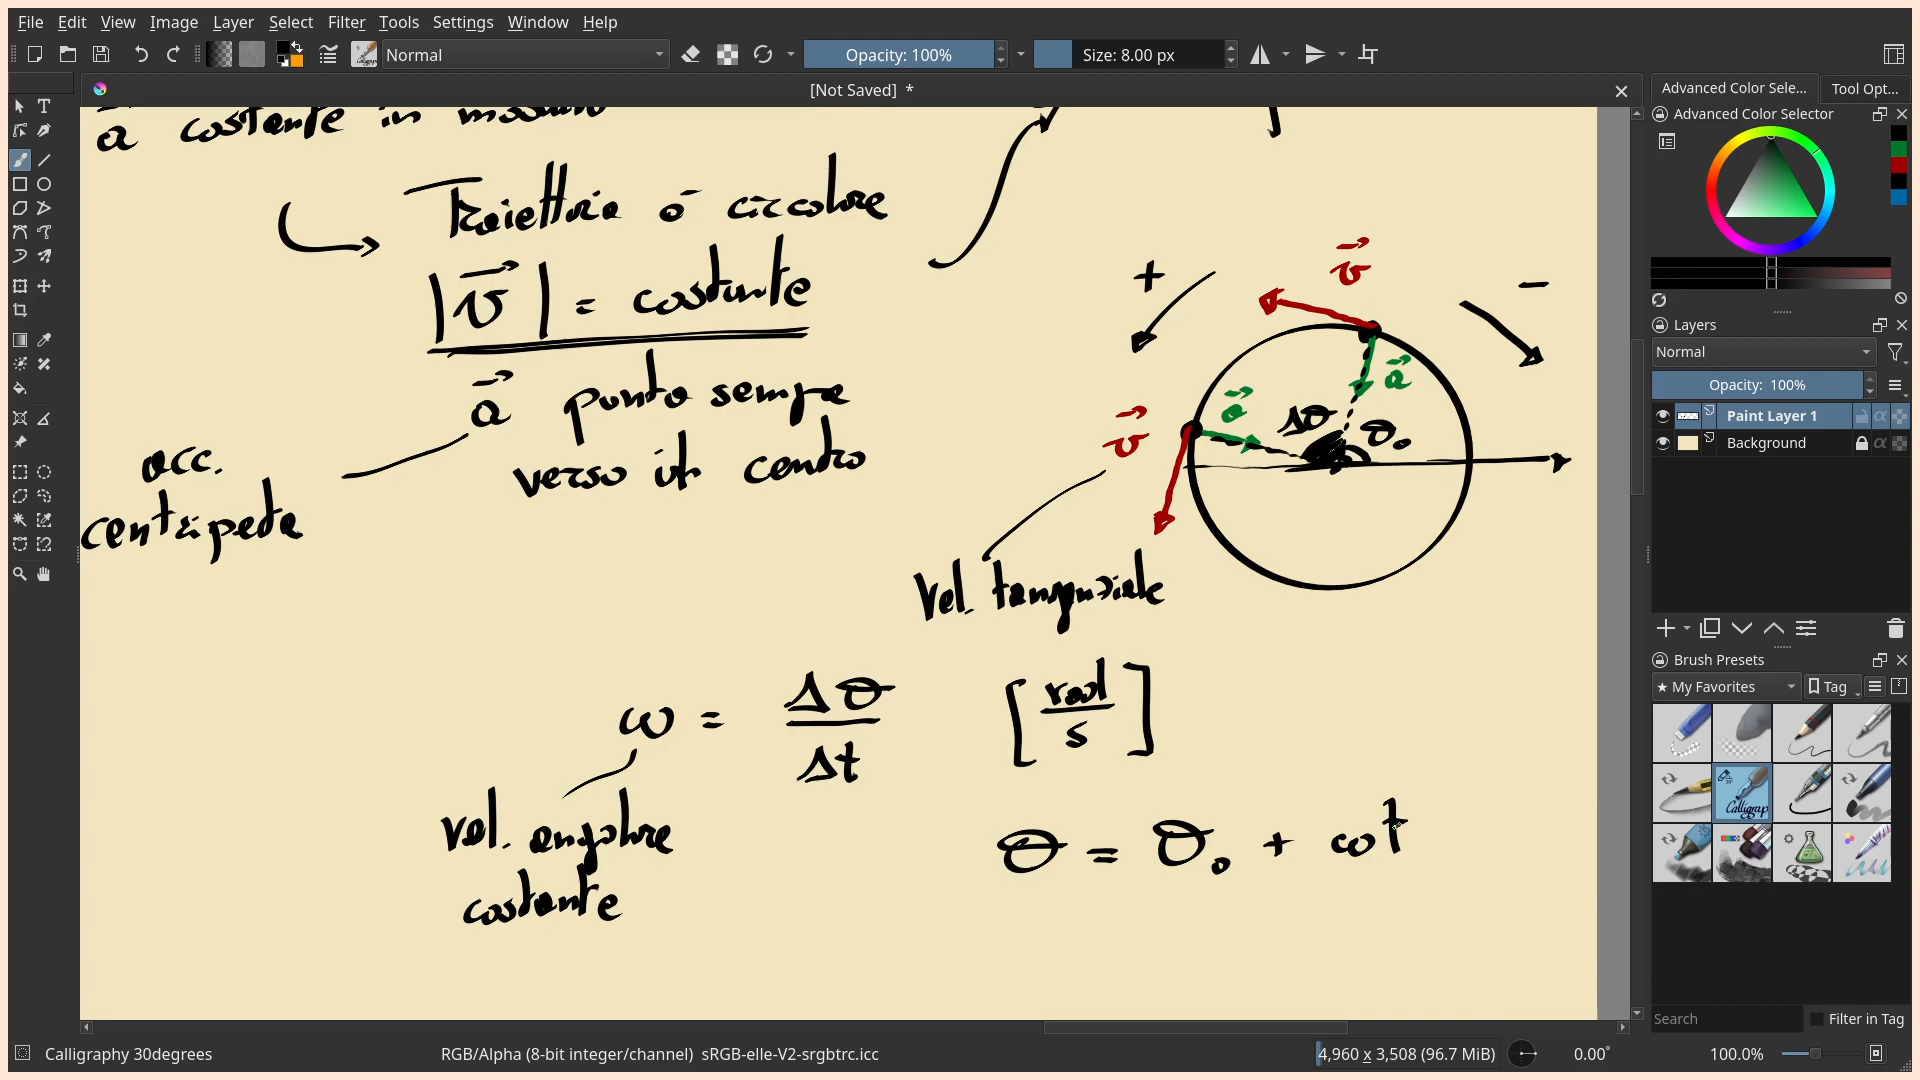 File Edit View Image Layer Select Filter Tools Settings Window Help
Normal Opacity: 100% Size: 8.00 px
[Not Saved] *
a costante in modulo
Traiettoria è circolare
|v| = costante
a punta sempre
verso il centro
acc.
centripeta
+
−
v
a
v
a
Δθ
θ₀
vel. tangenziale
ω = Δθ/Δt [rad/s]
vel. angolare
costante
θ = θ₀ + ωt
Advanced Color Sele...
Tool Opt...
Advanced Color Selector
Layers
Normal
Opacity: 100%
Paint Layer 1
Background
Brush Presets
★ My Favorites
Tag
Calligraphy
Search
Filter in Tag
Calligraphy 30degrees
RGB/Alpha (8-bit integer/channel) sRGB-elle-V2-srgbtrc.icc
4,960 x 3,508 (96.7 MiB)
0.00°
100.0%